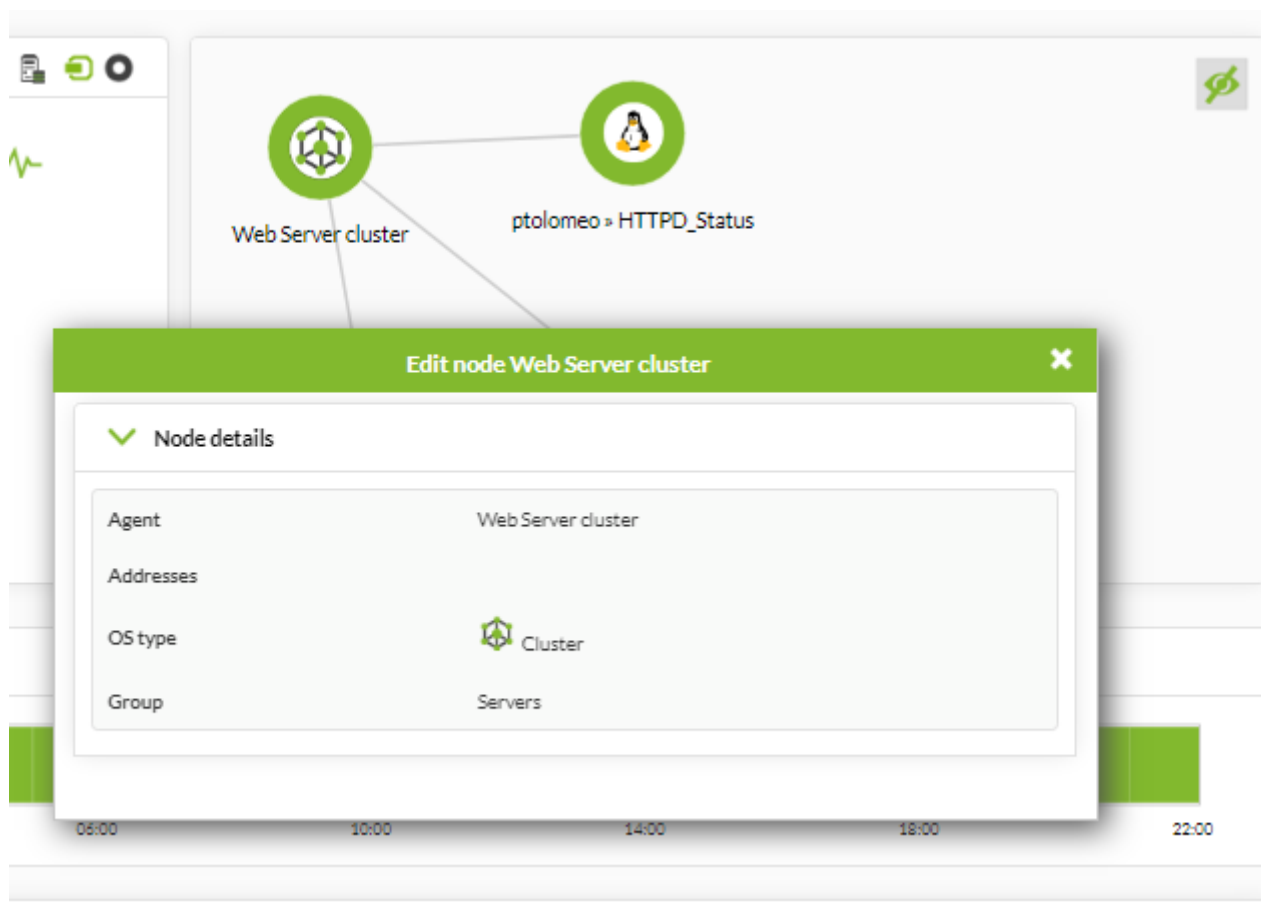 ptolomeo » HTTPD_Status
Web Server cluster
Edit node Web Server cluster
Node details
Agent Web Server cluster
Addresses
OS type Cluster
Group Servers
06:00 10:00 14:00 18:00 22:00